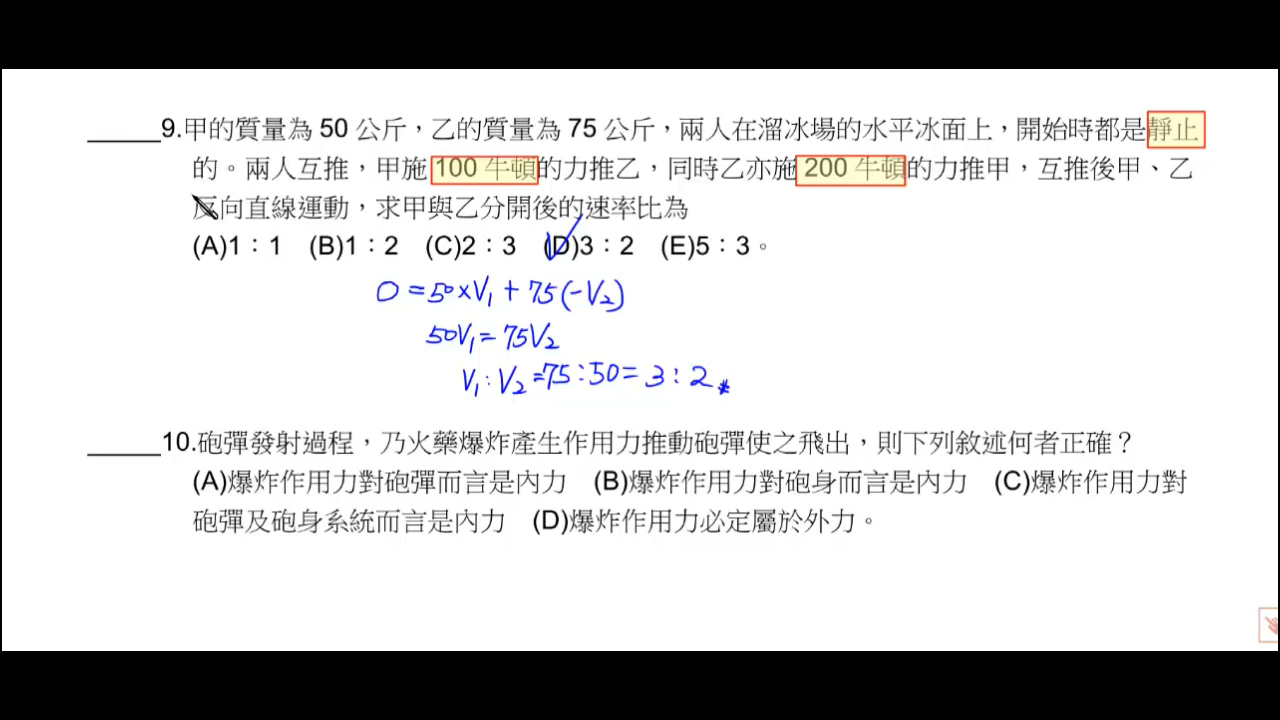 _____9.甲的質量為 50 公斤，乙的質量為 75 公斤，兩人在溜冰場的水平冰面上，開始時都是靜止
的。兩人互推，甲施 100 牛頓的力推乙，同時乙亦施 200 牛頓的力推甲，互推後甲、乙
反向直線運動，求甲與乙分開後的速率比為
(A)1：1 (B)1：2 (C)2：3 (D)3：2 (E)5：3。
0 = 50×V₁ + 75(-V₂)
50V₁ = 75V₂
V₁：V₂ = 75：50 = 3：2 *
_____10.砲彈發射過程，乃火藥爆炸產生作用力推動砲彈使之飛出，則下列敘述何者正確？
(A)爆炸作用力對砲彈而言是內力 (B)爆炸作用力對砲身而言是內力 (C)爆炸作用力對
砲彈及砲身系統而言是內力 (D)爆炸作用力必定屬於外力。